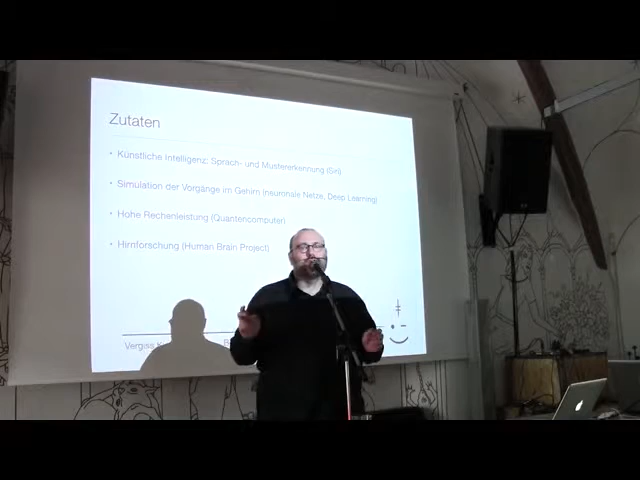 Zutaten
• Künstliche Intelligenz: Sprach- und Mustererkennung (Siri)
• Simulation der Vorgänge im Gehirn (neuronale Netze, Deep Learning)
• Hohe Rechenleistung (Quantencomputer)
• Hirnforschung (Human Brain Project)
Vergiss